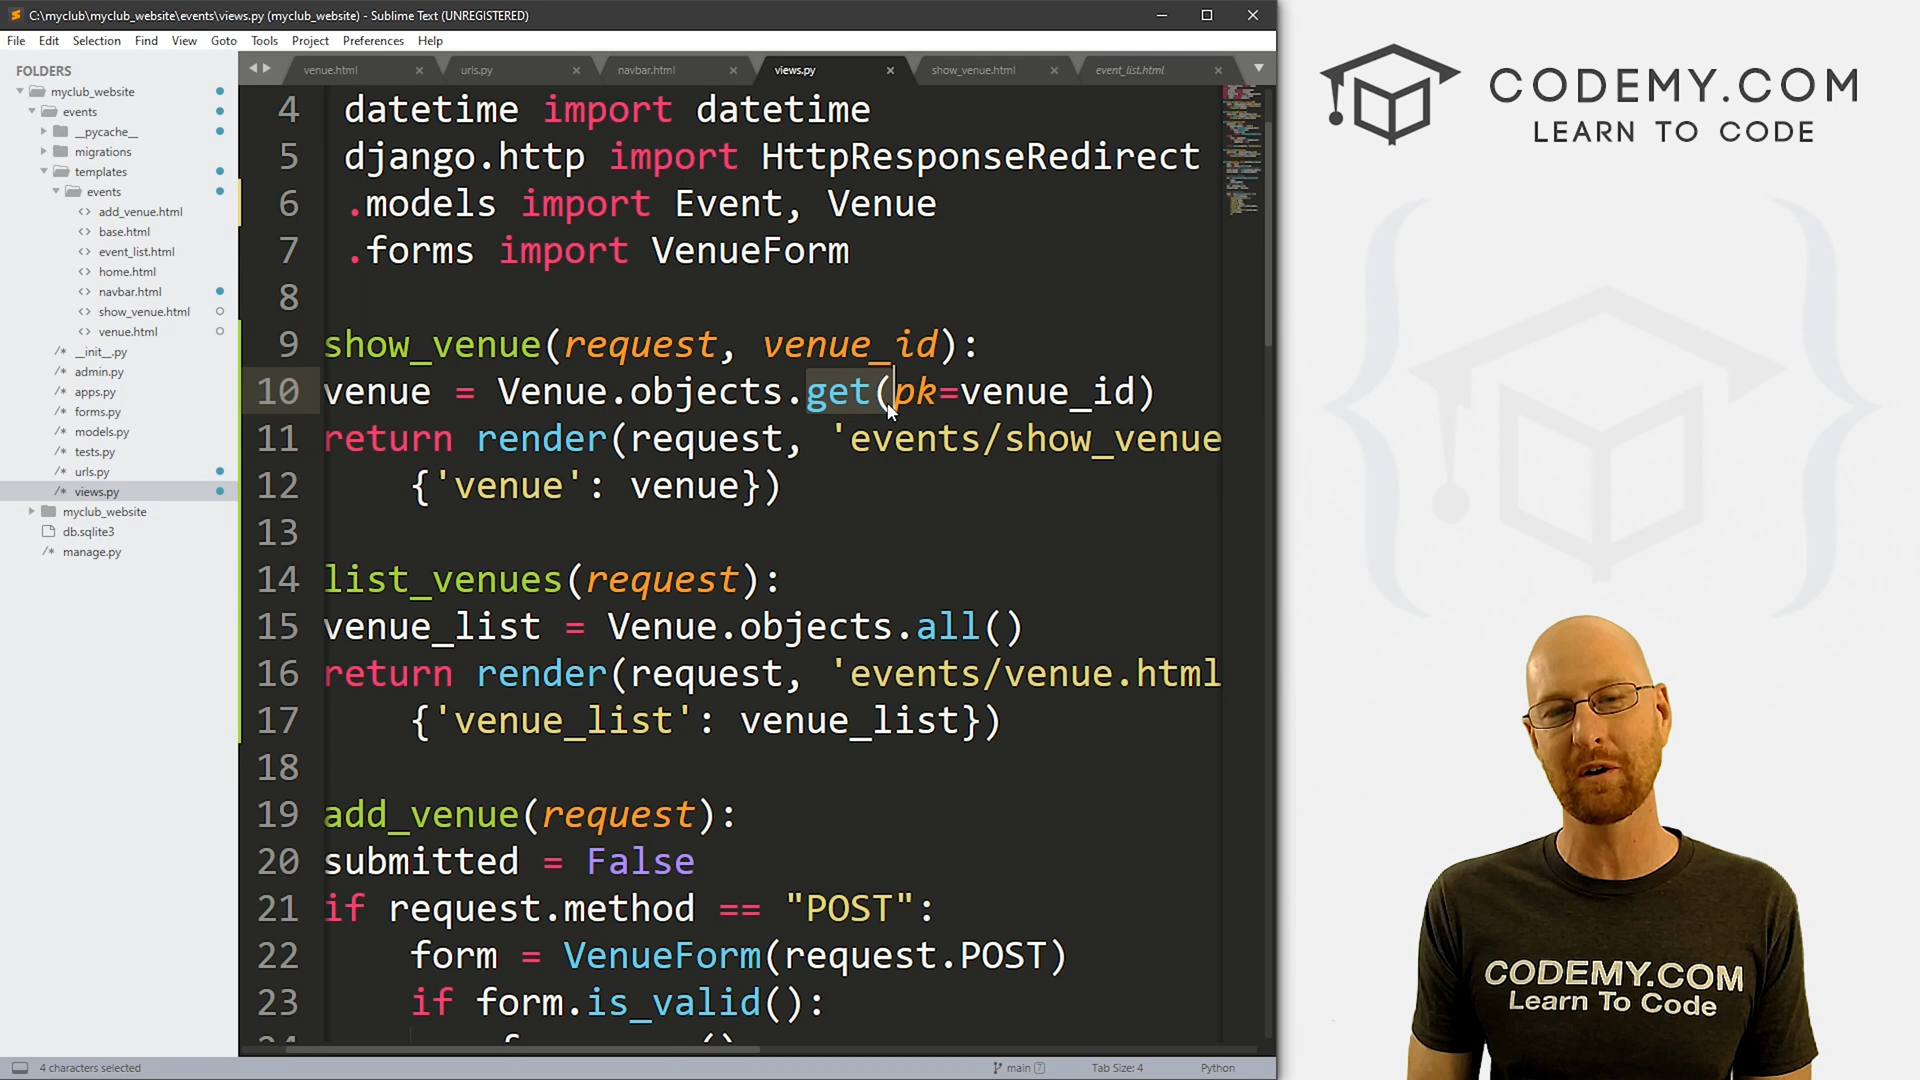 C:\myclub\myclub_website\events\views.py (myclub_website) - Sublime Text (UNREGISTERED)
File Edit Selection Find View Goto Tools Project Preferences Help
FOLDERS
myclub_website
events
__pycache__
migrations
templates
events
add_venue.html
base.html
event_list.html
home.html
navbar.html
show_venue.html
venue.html
__init__.py
admin.py
apps.py
forms.py
models.py
tests.py
urls.py
views.py
myclub_website
db.sqlite3
manage.py
venue.html urls.py navbar.html views.py show_venue.html event_list.html
4 datetime import datetime
5 django.http import HttpResponseRedirect
6 .models import Event, Venue
7 .forms import VenueForm
8
9 show_venue(request, venue_id):
10 venue = Venue.objects.get(pk=venue_id)
11 return render(request, 'events/show_venue
12 {'venue': venue})
13
14 list_venues(request):
15 venue_list = Venue.objects.all()
16 return render(request, 'events/venue.html
17 {'venue_list': venue_list})
18
19 add_venue(request):
20 submitted = False
21 if request.method == "POST":
22 form = VenueForm(request.POST)
23 if form.is_valid():
4 characters selected
main 7
Tab Size: 4
Python
CODEMY.COM
LEARN TO CODE
CODEMY.COM
Learn To Code